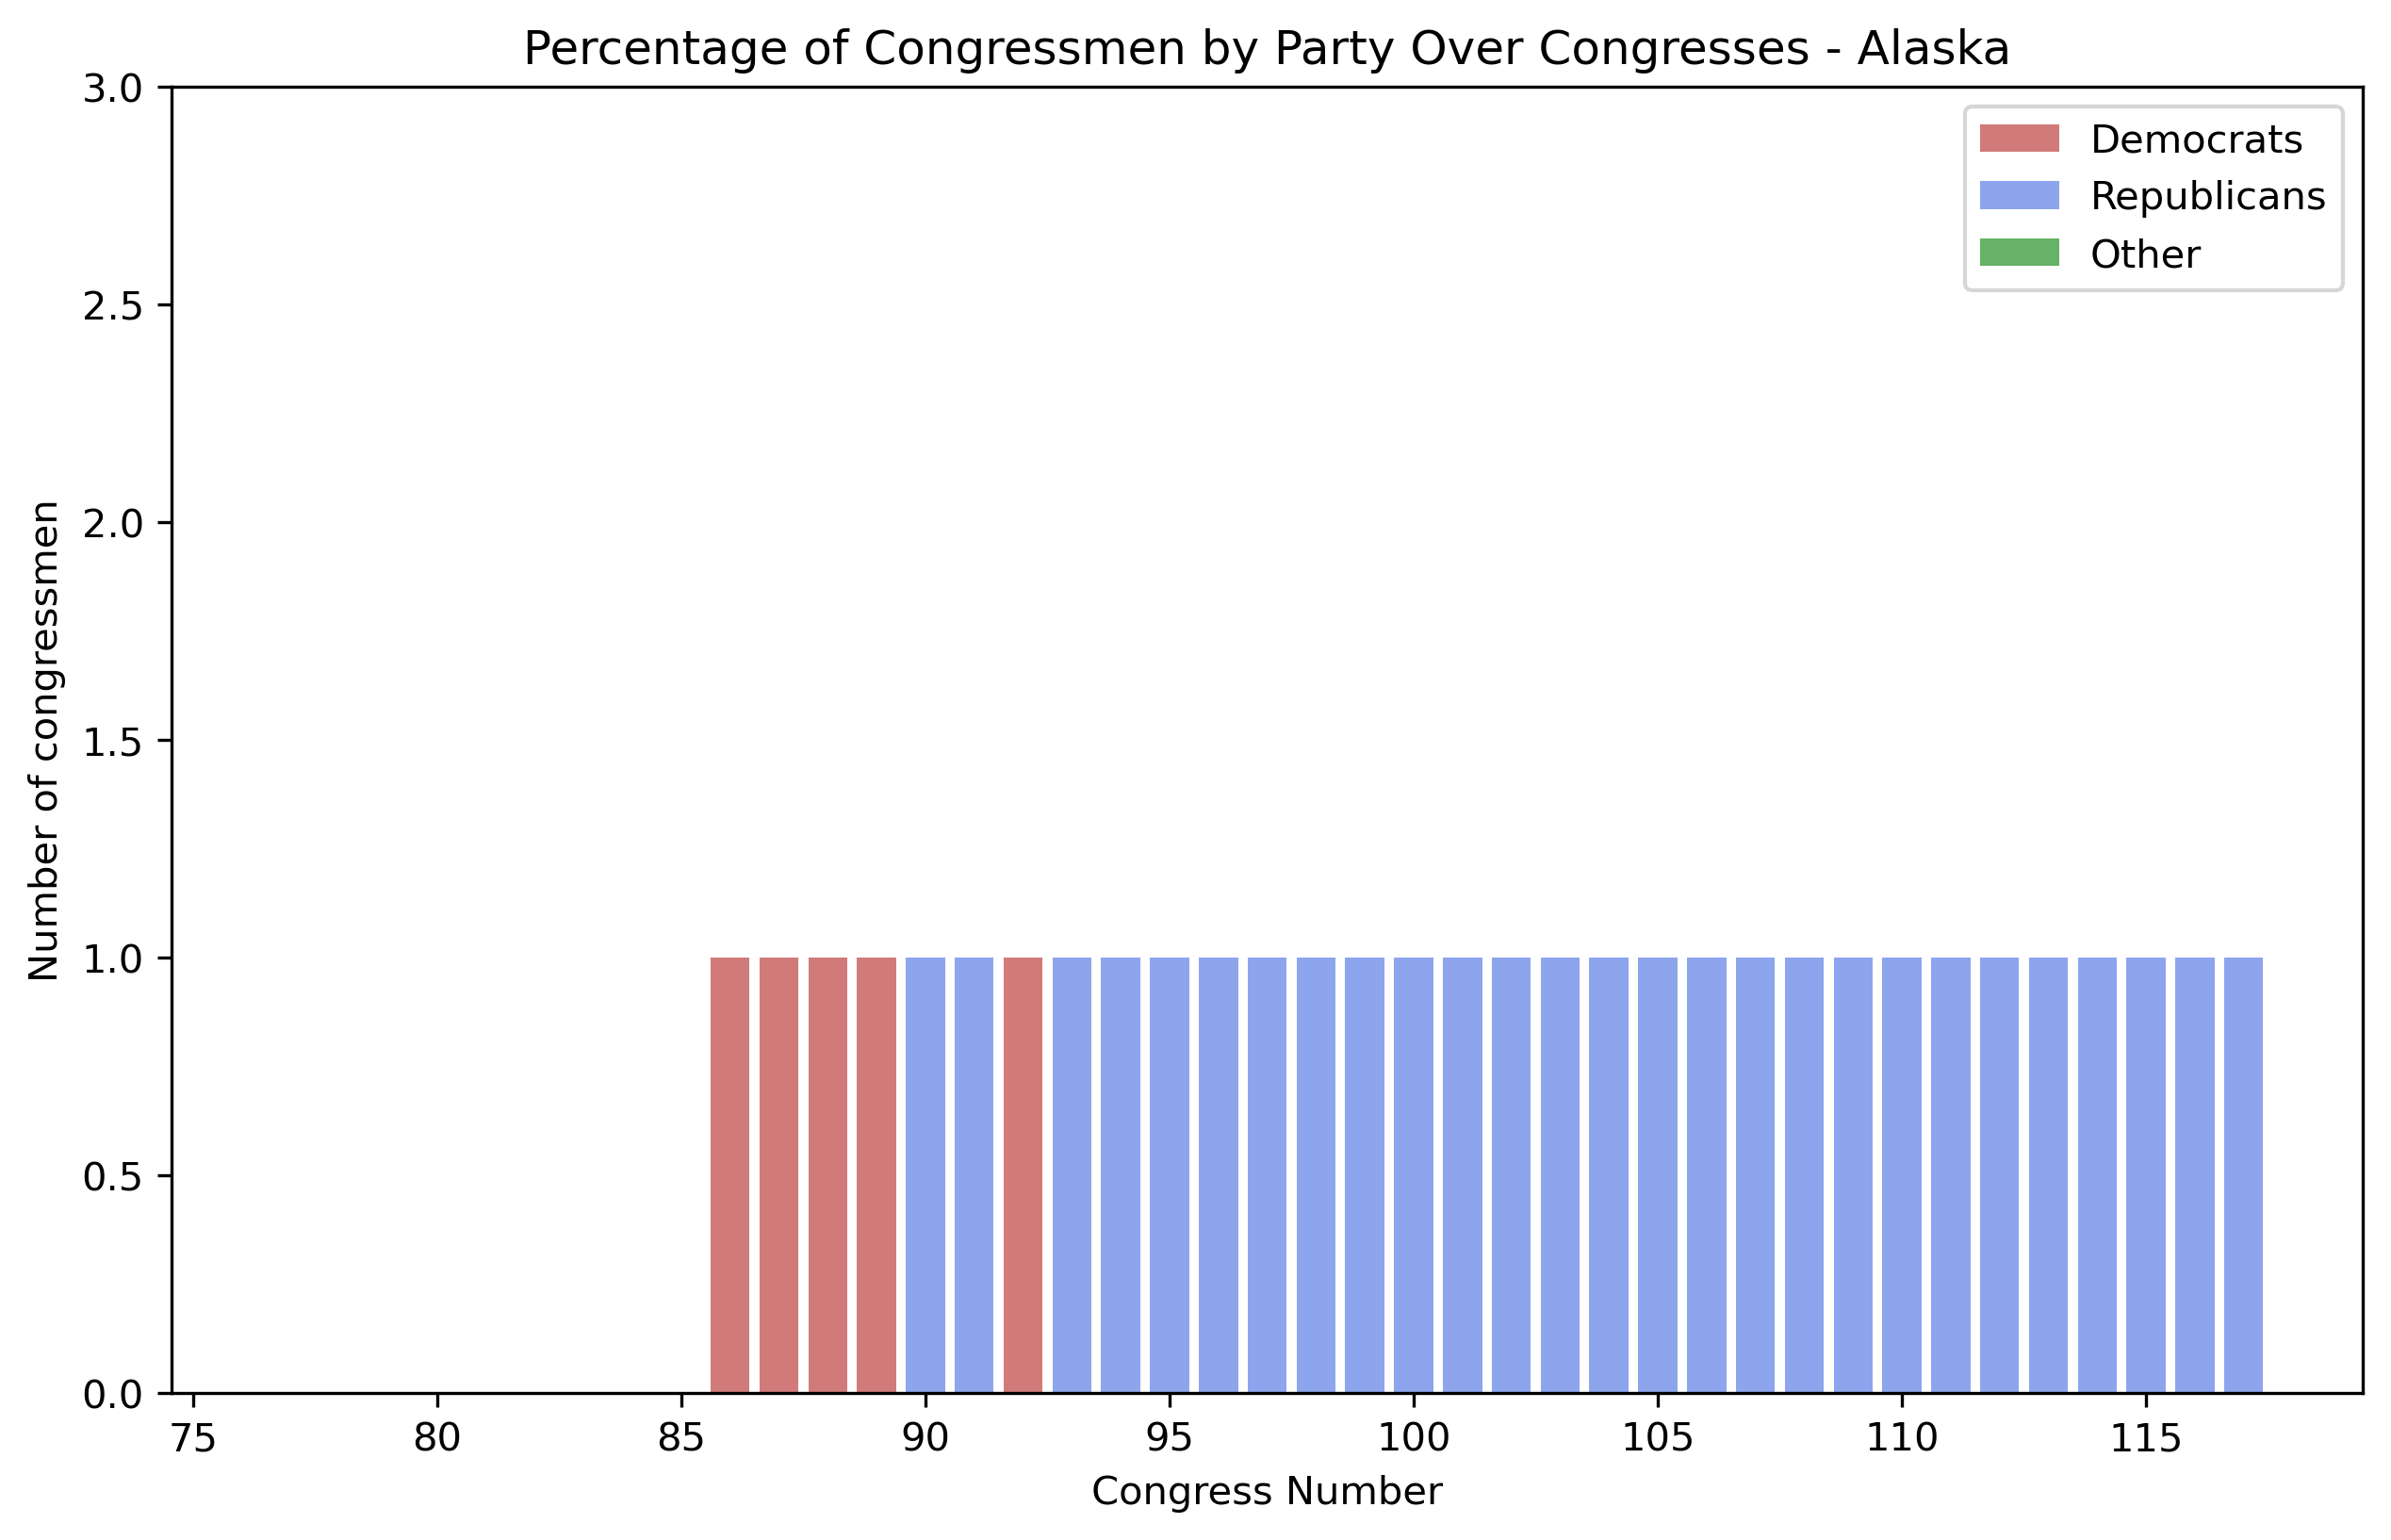 Percentage of Congressmen by Party Over Congresses - Alaska
Democrats
Republicans
Other
3.0
2.5
2.0
1.5
1.0
0.5
0.0
Number of congressmen
75 80 85 90 95 100 105 110 115
Congress Number